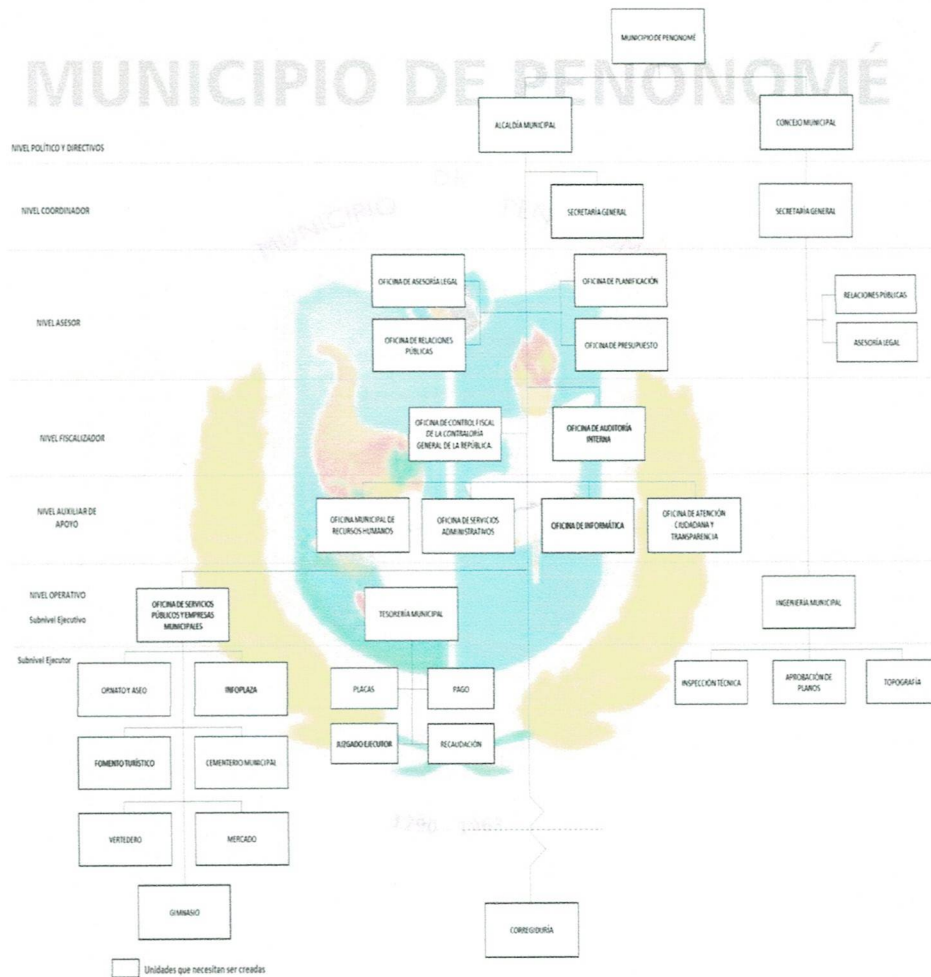 MUNICIPIO DE PENONOMÉ
MUNICIPIO DE PENONOMÉ
ALCALDÍA MUNICIPAL
CONCEJO MUNICIPAL
NIVEL POLÍTICO Y DIRECTIVOS
NIVEL COORDINADOR
SECRETARÍA GENERAL
SECRETARÍA GENERAL
DE
MUNICIPIO
OFICINA DE ASESORÍA LEGAL
OFICINA DE PLANIFICACIÓN
RELACIONES PÚBLICAS
NIVEL ASESOR
OFICINA DE RELACIONES
PÚBLICAS
OFICINA DE PRESUPUESTO
ASESORÍA LEGAL
NIVEL FISCALIZADOR
OFICINA DE CONTROL FISCAL
DE LA CONTRALORÍA
GENERAL DE LA REPÚBLICA.
OFICINA DE AUDITORÍA
INTERNA
NIVEL AUXILIAR DE
APOYO
OFICINA MUNICIPAL DE
RECURSOS HUMANOS
OFICINA DE SERVICIOS
ADMINISTRATIVOS
OFICINA DE INFORMÁTICA
OFICINA DE ATENCIÓN
CIUDADANA Y
TRANSPARENCIA
NIVEL OPERATIVO
Subnivel Ejecutivo
OFICINA DE SERVICIOS
PÚBLICOS Y EMPRESAS
MUNICIPALES
TESORERÍA MUNICIPAL
INGENIERÍA MUNICIPAL
Subnivel Ejecutor
ORNATO Y ASEO
INFOPLAZA
PLACAS
PAGO
INSPECCIÓN TÉCNICA
APROBACIÓN DE
PLANOS
TOPOGRAFÍA
FOMENTO TURÍSTICO
CEMENTERIO MUNICIPAL
JUZGADO EJECUTOR
RECAUDACIÓN
VERTEDERO
MERCADO
GIMNASIO
CORREGIDURÍA
Unidades que necesitan ser creadas